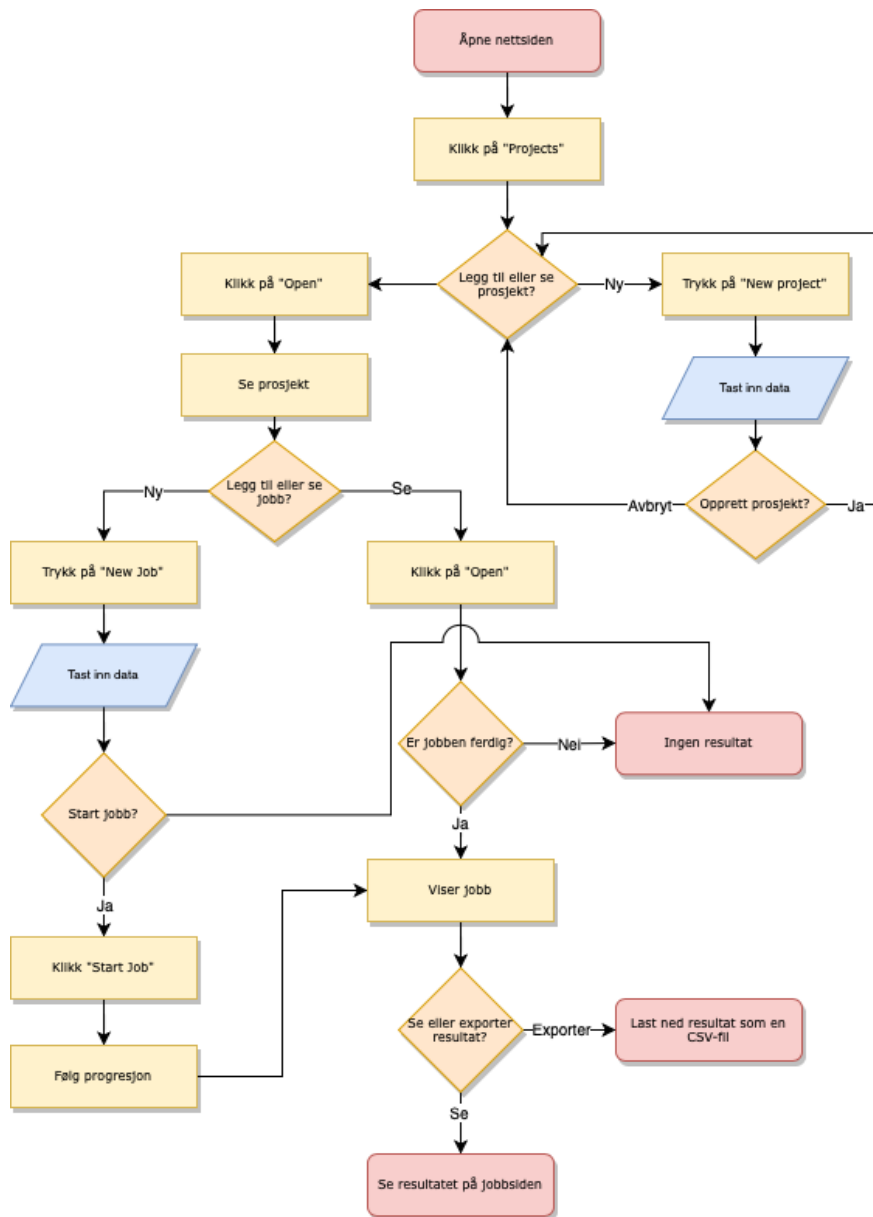 Åpne nettsiden
Klikk på "Projects"
Legg til eller se
prosjekt?
Klikk på "Open"
Ny
Trykk på "New project"
Se prosjekt
Tast inn data
Legg til eller se
jobb?
Ny
Se
Avbryt
Opprett prosjekt?
Ja
Trykk på "New Job"
Klikk på "Open"
Tast inn data
Er jobben ferdig?
Nei
Ingen resultat
Start jobb?
Ja
Viser jobb
Ja
Klikk "Start Job"
Se eller exporter
resultat?
Exporter
Last ned resultat som en
CSV-fil
Følg progresjon
Se
Se resultatet på jobbsiden